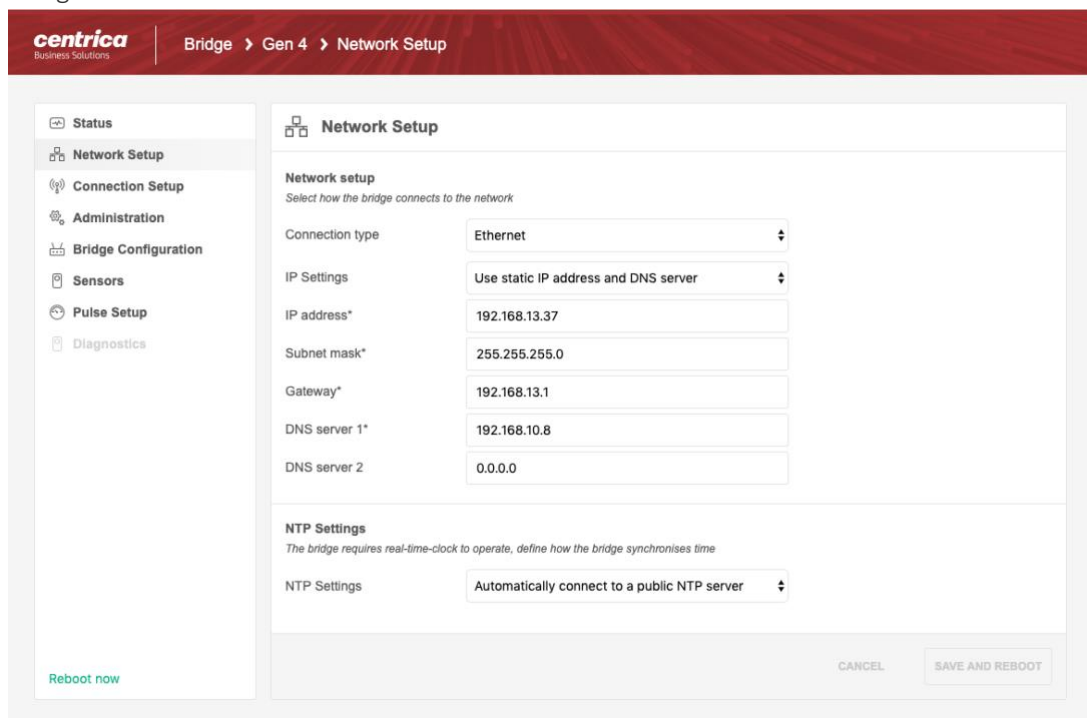 centrica
Business Solutions
Bridge > Gen 4 > Network Setup
Status
Network Setup
Connection Setup
Administration
Bridge Configuration
Sensors
Pulse Setup
Diagnostics
Reboot now
Network Setup
Network setup
Select how the bridge connects to the network
Connection type Ethernet
IP Settings Use static IP address and DNS server
IP address* 192.168.13.37
Subnet mask* 255.255.255.0
Gateway* 192.168.13.1
DNS server 1* 192.168.10.8
DNS server 2 0.0.0.0
NTP Settings
The bridge requires real-time-clock to operate, define how the bridge synchronises time
NTP Settings Automatically connect to a public NTP server
CANCEL SAVE AND REBOOT